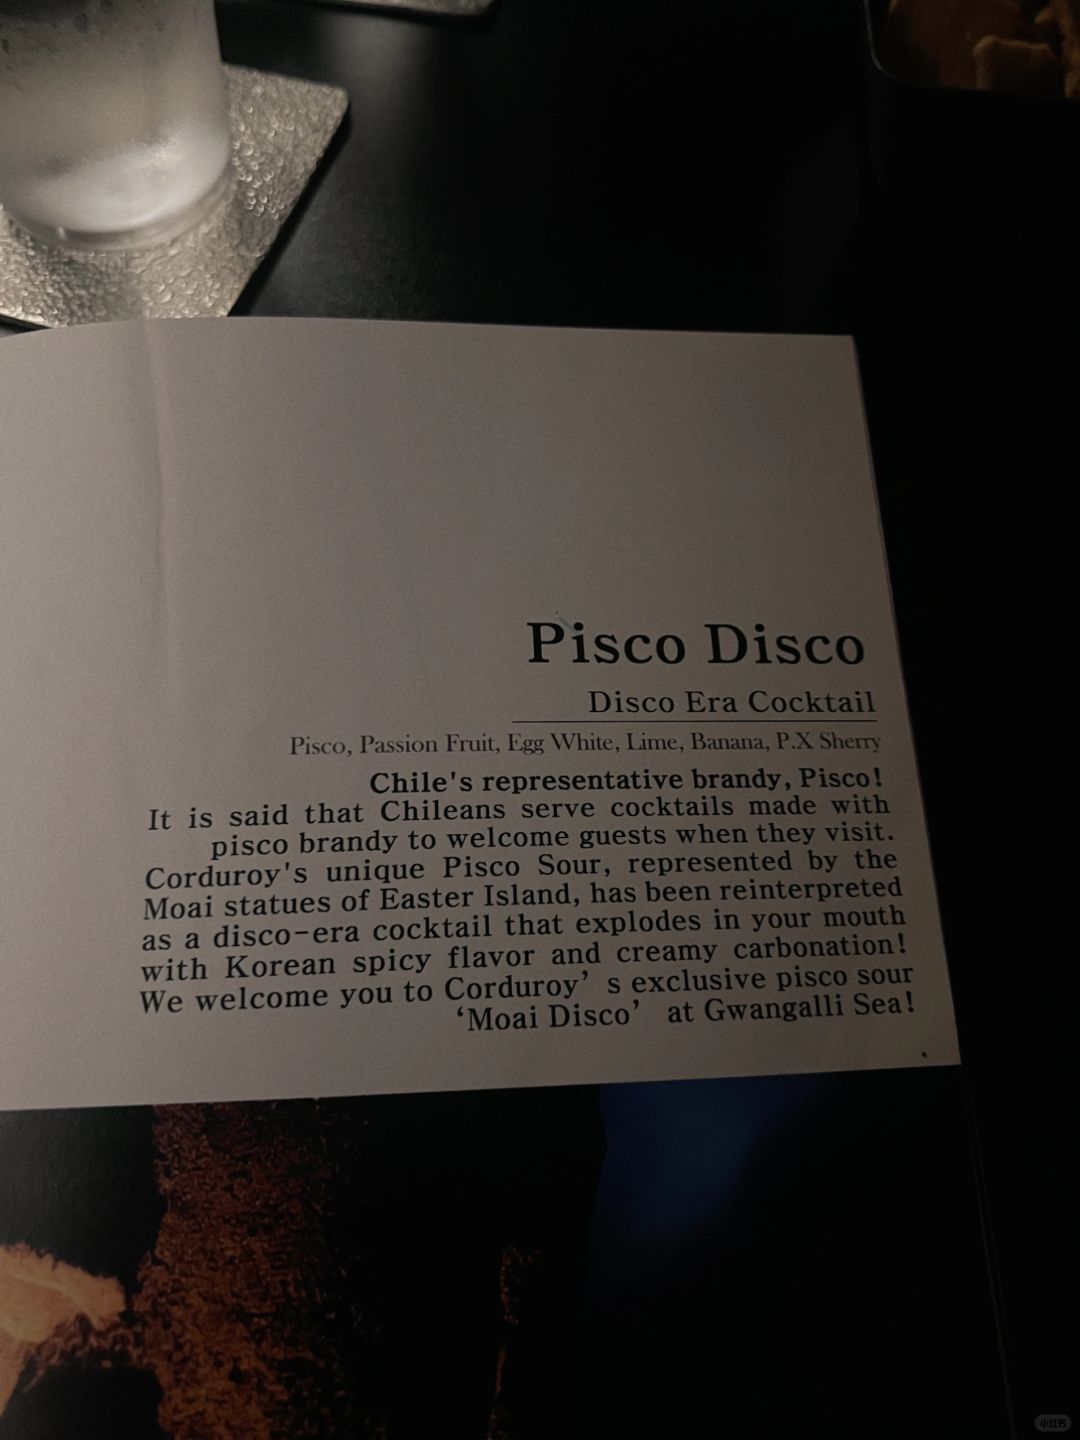 Pisco Disco
Disco Era Cocktail
Pisco, Passion Fruit, Egg White, Lime, Banana, P.X Sherry
Chile's representative brandy, Pisco!
It is said that Chileans serve cocktails made with
pisco brandy to welcome guests when they visit.
Corduroy's unique Pisco Sour, represented by the
Moai statues of Easter Island, has been reinterpreted
as a disco-era cocktail that explodes in your mouth
with Korean spicy flavor and creamy carbonation!
We welcome you to Corduroy’ s exclusive pisco sour
‘Moai Disco’ at Gwangalli Sea!
小红书